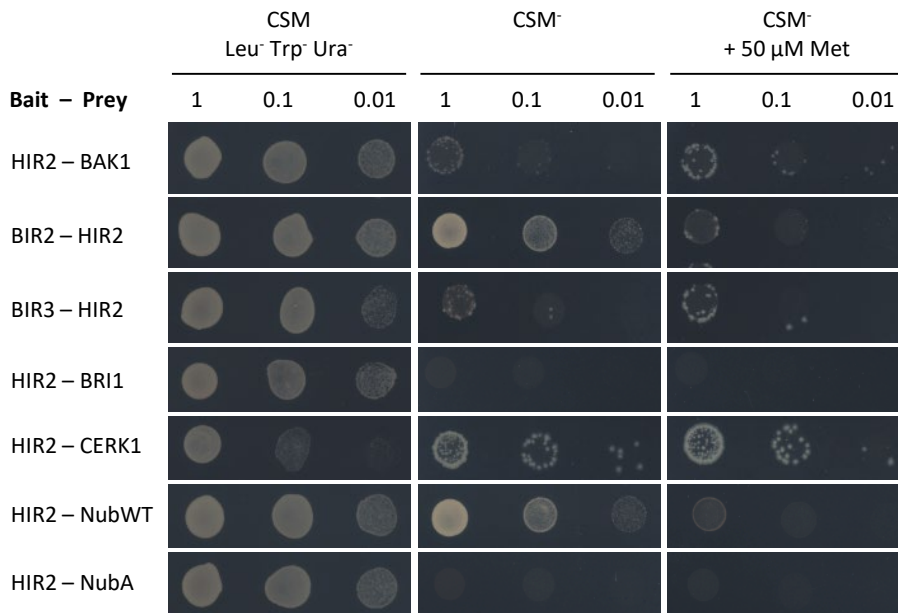 CSM CSM⁻ CSM⁻
Leu⁻ Trp⁻ Ura⁻ + 50 µM Met
Bait – Prey 1 0.1 0.01 1 0.1 0.01 1 0.1 0.01
HIR2 – BAK1
BIR2 – HIR2
BIR3 – HIR2
HIR2 – BRI1
HIR2 – CERK1
HIR2 – NubWT
HIR2 – NubA